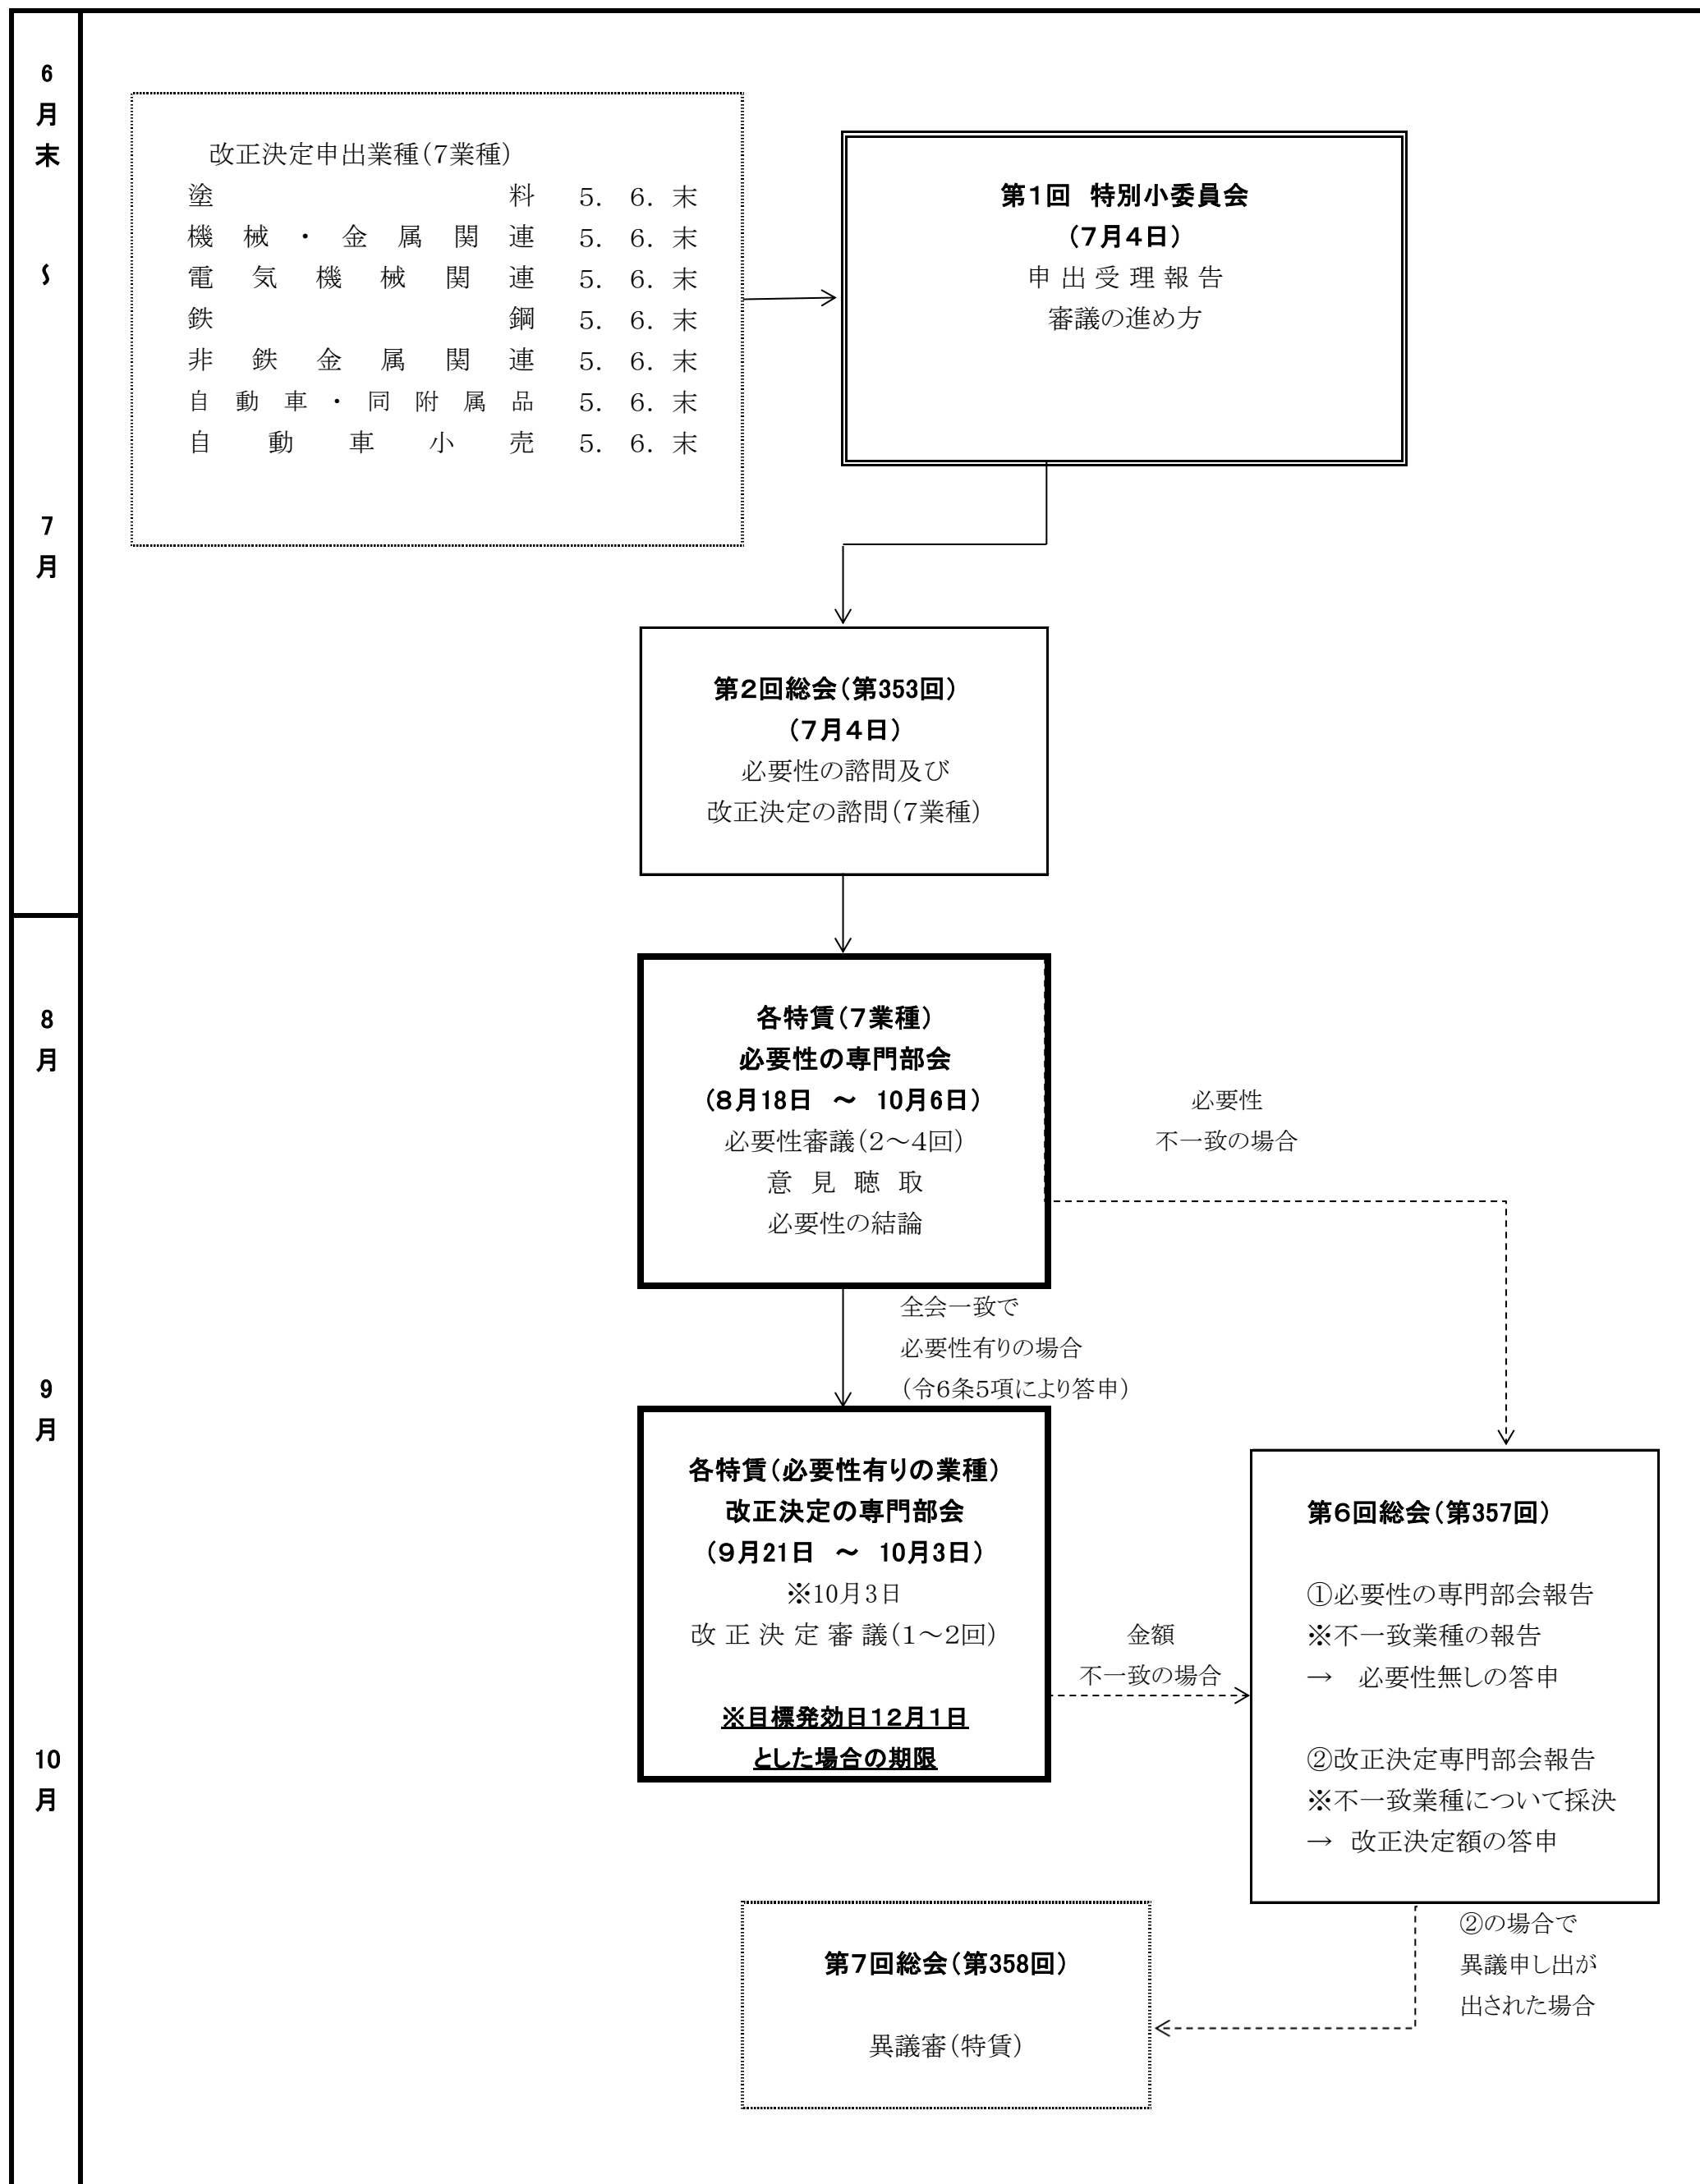 6
月
末
~
7
月
8
月
9
月
10
月
改正決定申出業種(7業種)
塗料 5. 6. 末
機械・金属関連 5. 6. 末
電気機械関連 5. 6. 末
鉄鋼 5. 6. 末
非鉄金属関連 5. 6. 末
自動車・同附属品 5. 6. 末
自動車小売 5. 6. 末
第1回 特別小委員会
(7月4日)
申出受理報告
審議の進め方
第2回総会(第353回)
(7月4日)
必要性の諮問及び
改正決定の諮問(7業種)
各特賃(7業種)
必要性の専門部会
(8月18日 ~ 10月6日)
必要性審議(2~4回)
意見聴取
必要性の結論
必要性
不一致の場合
全会一致で
必要性有りの場合
(令6条5項により答申)
各特賃(必要性有りの業種)
改正決定の専門部会
(9月21日 ~ 10月3日)
※10月3日
改正決定審議(1~2回)
※目標発効日12月1日
とした場合の期限
金額
不一致の場合
第6回総会(第357回)
①必要性の専門部会報告
※不一致業種の報告
→ 必要性無しの答申
②改正決定専門部会報告
※不一致業種について採決
→ 改正決定額の答申
②の場合で
異議申し出が
出された場合
第7回総会(第358回)
異議審(特賃)